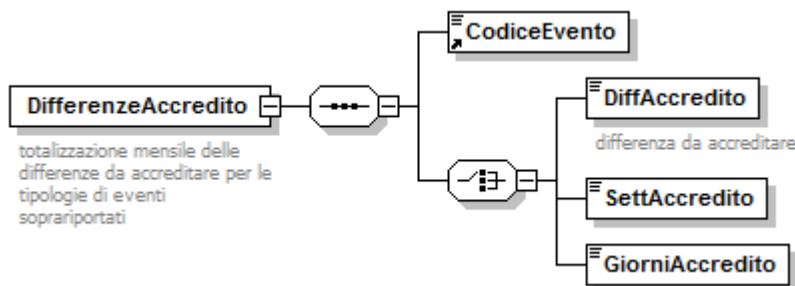 CodiceEvento
DifferenzeAccredito
totalizzazione mensile delle
differenze da accreditare per le
tipologie di eventi
soprariportati
DiffAccredito
differenza da accreditare
SettAccredito
GiorniAccredito